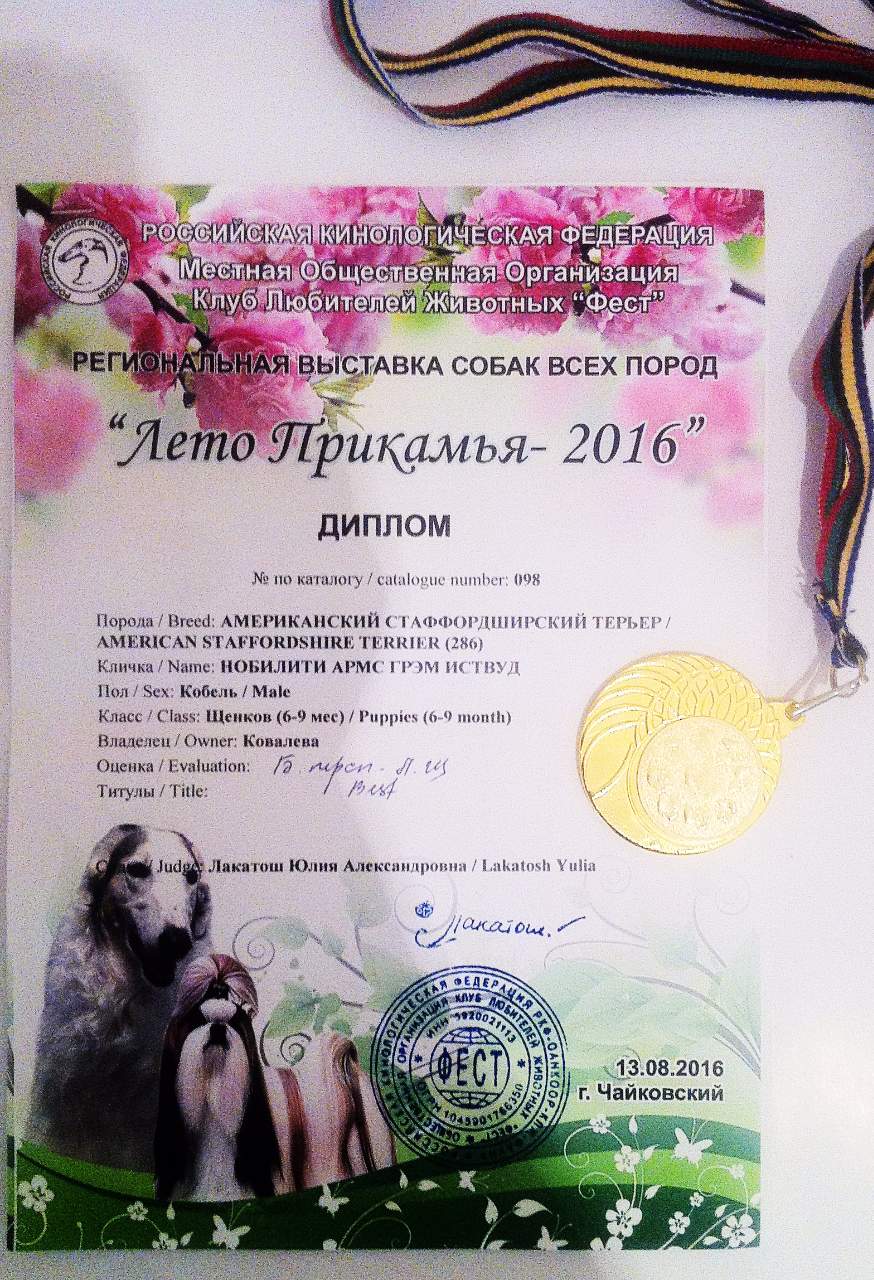 РОССИЙСКАЯ КИНОЛОГИЧЕСКАЯ ФЕДЕРАЦИЯ
Местная Общественная Организация
Клуб Любителей Животных “Фест”
РЕГИОНАЛЬНАЯ ВЫСТАВКА СОБАК ВСЕХ ПОРОД
“Лето Прикамья- 2016”
ДИПЛОМ
№ по каталогу / catalogue number: 098
Порода / Breed: АМЕРИКАНСКИЙ СТАФФОРДШИРСКИЙ ТЕРЬЕР /
AMERICAN STAFFORDSHIRE TERRIER (286)
Кличка / Name: НОБИЛИТИ АРМС ГРЭМ ИСТВУД
Пол / Sex: Кобель / Male
Класс / Class: Щенков (6-9 мес) / Puppies (6-9 month)
Владелец / Owner: Ковалева
Оценка / Evaluation: перп - Л. Щ
Титулы / Title: Best
/ Judge: Лакатош Юлия Александровна / Lakatosh Yulia
Лакатош
ФЕСТ
13.08.2016
г. Чайковский